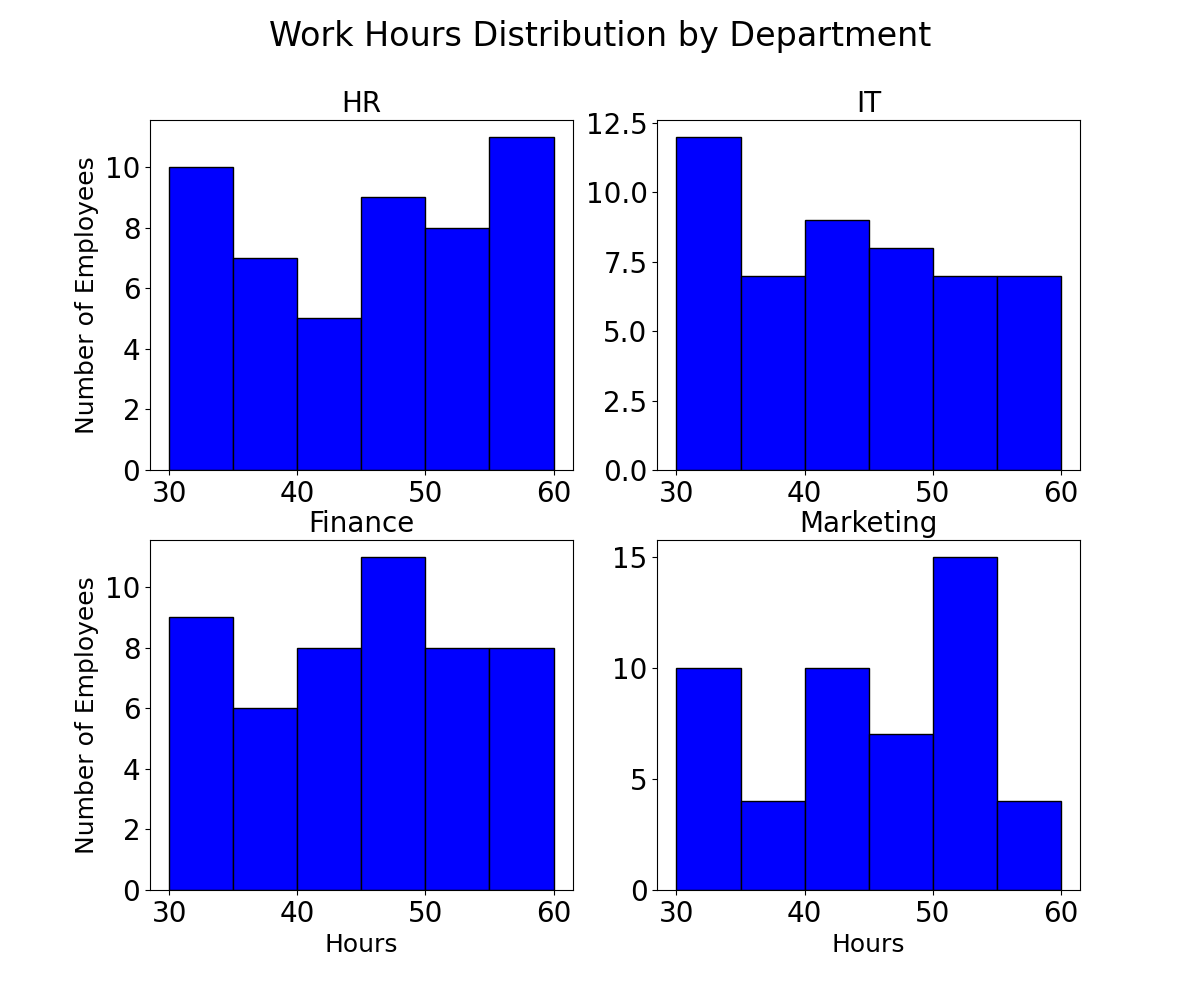 Work Hours Distribution by Department
HR
Number of Employees
10
8
6
4
2
0
30 40 50 60
IT
12.5
10.0
7.5
5.0
2.5
0.0
30 40 50 60
Finance
Number of Employees
10
8
6
4
2
0
30 40 50 60
Hours
Marketing
15
10
5
0
30 40 50 60
Hours